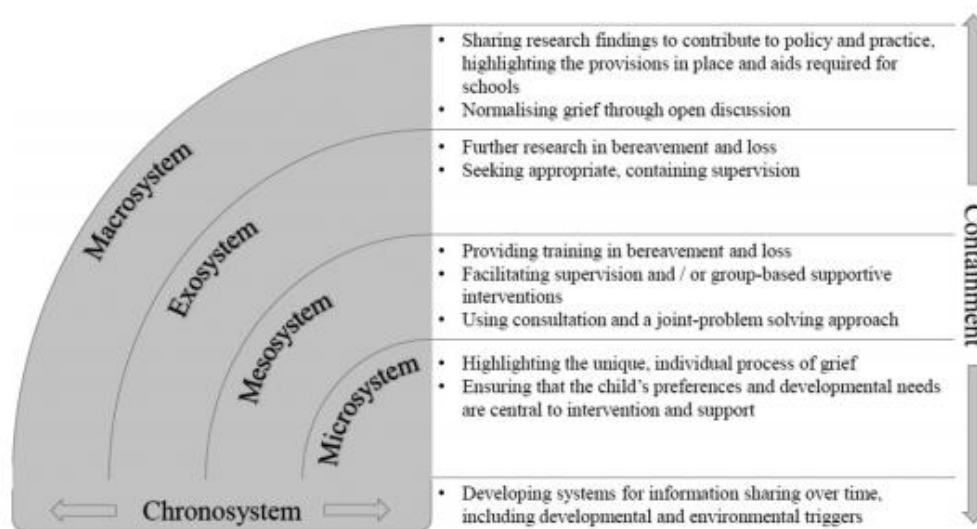 • Sharing research findings to contribute to policy and practice,
highlighting the provisions in place and aids required for
schools
• Normalising grief through open discussion
Macrosystem
• Further research in bereavement and loss
• Seeking appropriate, containing supervision
Exosystem
• Providing training in bereavement and loss
• Facilitating supervision and / or group-based supportive
interventions
• Using consultation and a joint-problem solving approach
Mesosystem
• Highlighting the unique, individual process of grief
• Ensuring that the child's preferences and developmental needs
are central to intervention and support
Microsystem
• Developing systems for information sharing over time,
including developmental and environmental triggers
Chronosystem
Containment